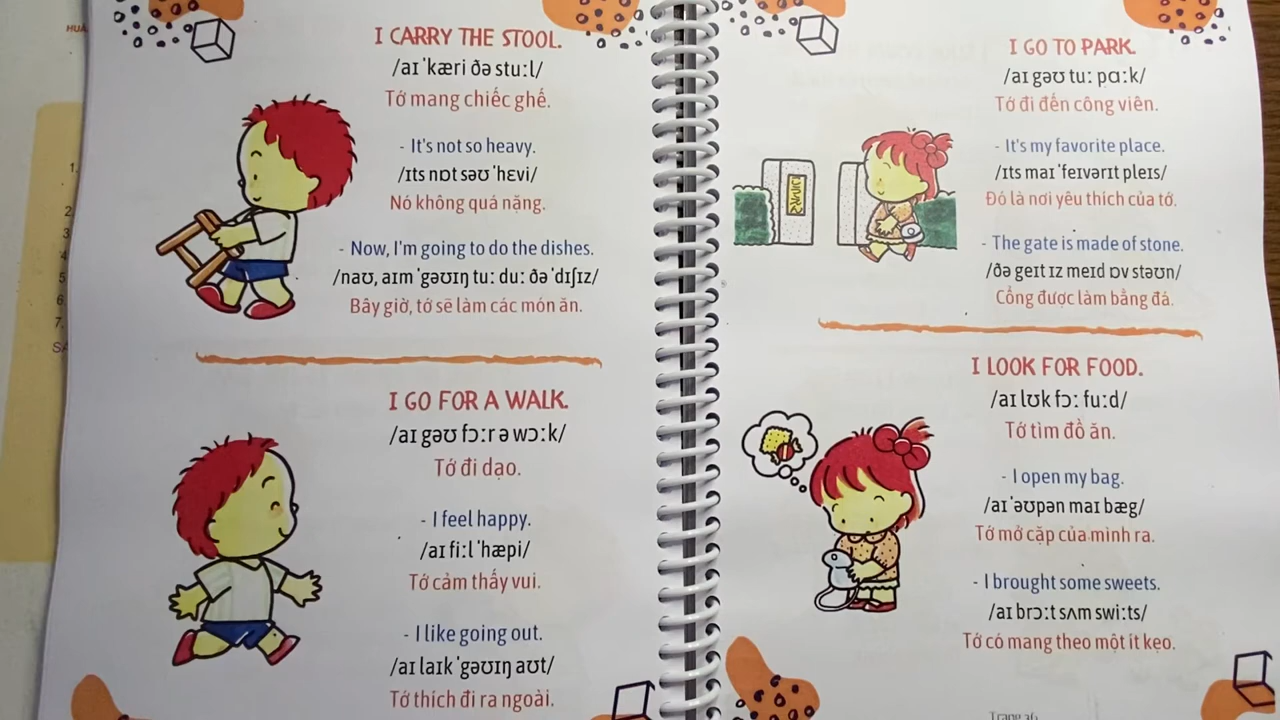 I CARRY THE STOOL.
/aɪ ˈkæri ðə stuːl/
Tớ mang chiếc ghế.
- It's not so heavy.
/ɪts nɒt səʊ ˈhɛvi/
Nó không quá nặng.
- Now, I'm going to do the dishes.
/naʊ, aɪm ˈgəʊɪŋ tuː duː ðə ˈdɪʃɪz/
Bây giờ, tớ sẽ làm các món ăn.
I GO FOR A WALK.
/aɪ gəʊ fɔːr ə wɔːk/
Tớ đi dạo.
- I feel happy.
/aɪ fiːl ˈhæpi/
Tớ cảm thấy vui.
- I like going out.
/aɪ laɪk ˈgəʊɪŋ aʊt/
Tớ thích đi ra ngoài.
I GO TO PARK.
/aɪ gəʊ tuː pɑːk/
Tớ đi đến công viên.
- It's my favorite place.
/ɪts maɪ ˈfeɪvərɪt pleɪs/
Đó là nơi yêu thích của tớ.
- The gate is made of stone.
/ðə geɪt ɪz meɪd ɒv stəʊn/
Cổng được làm bằng đá.
I LOOK FOR FOOD.
/aɪ lʊk fɔː fuːd/
Tớ tìm đồ ăn.
- I open my bag.
/aɪ ˈəʊpən maɪ bæg/
Tớ mở cặp của mình ra.
- I brought some sweets.
/aɪ brɔːt sʌm swiːts/
Tớ có mang theo một ít kẹo.
Trang 36
1.
2
3
5
6
7.